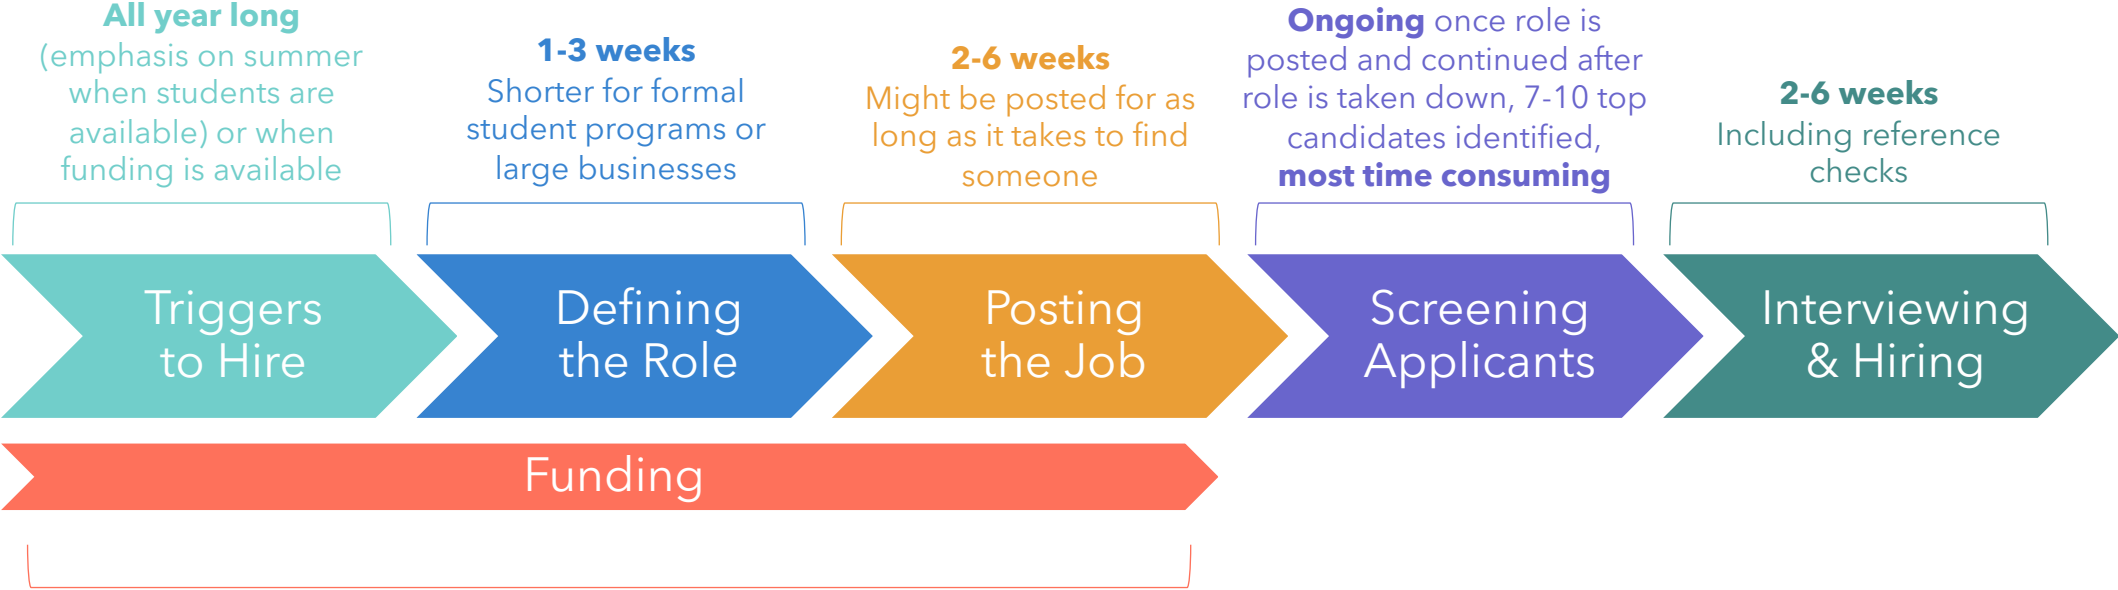 All year long
(emphasis on summer
when students are
available) or when
funding is available
1-3 weeks
Shorter for formal
student programs or
large businesses
2-6 weeks
Might be posted for as
long as it takes to find
someone
Ongoing once role is
posted and continued after
role is taken down, 7-10 top
candidates identified,
most time consuming
2-6 weeks
Including reference
checks
Triggers
to Hire
Defining
the Role
Posting
the Job
Screening
Applicants
Interviewing
& Hiring
Funding